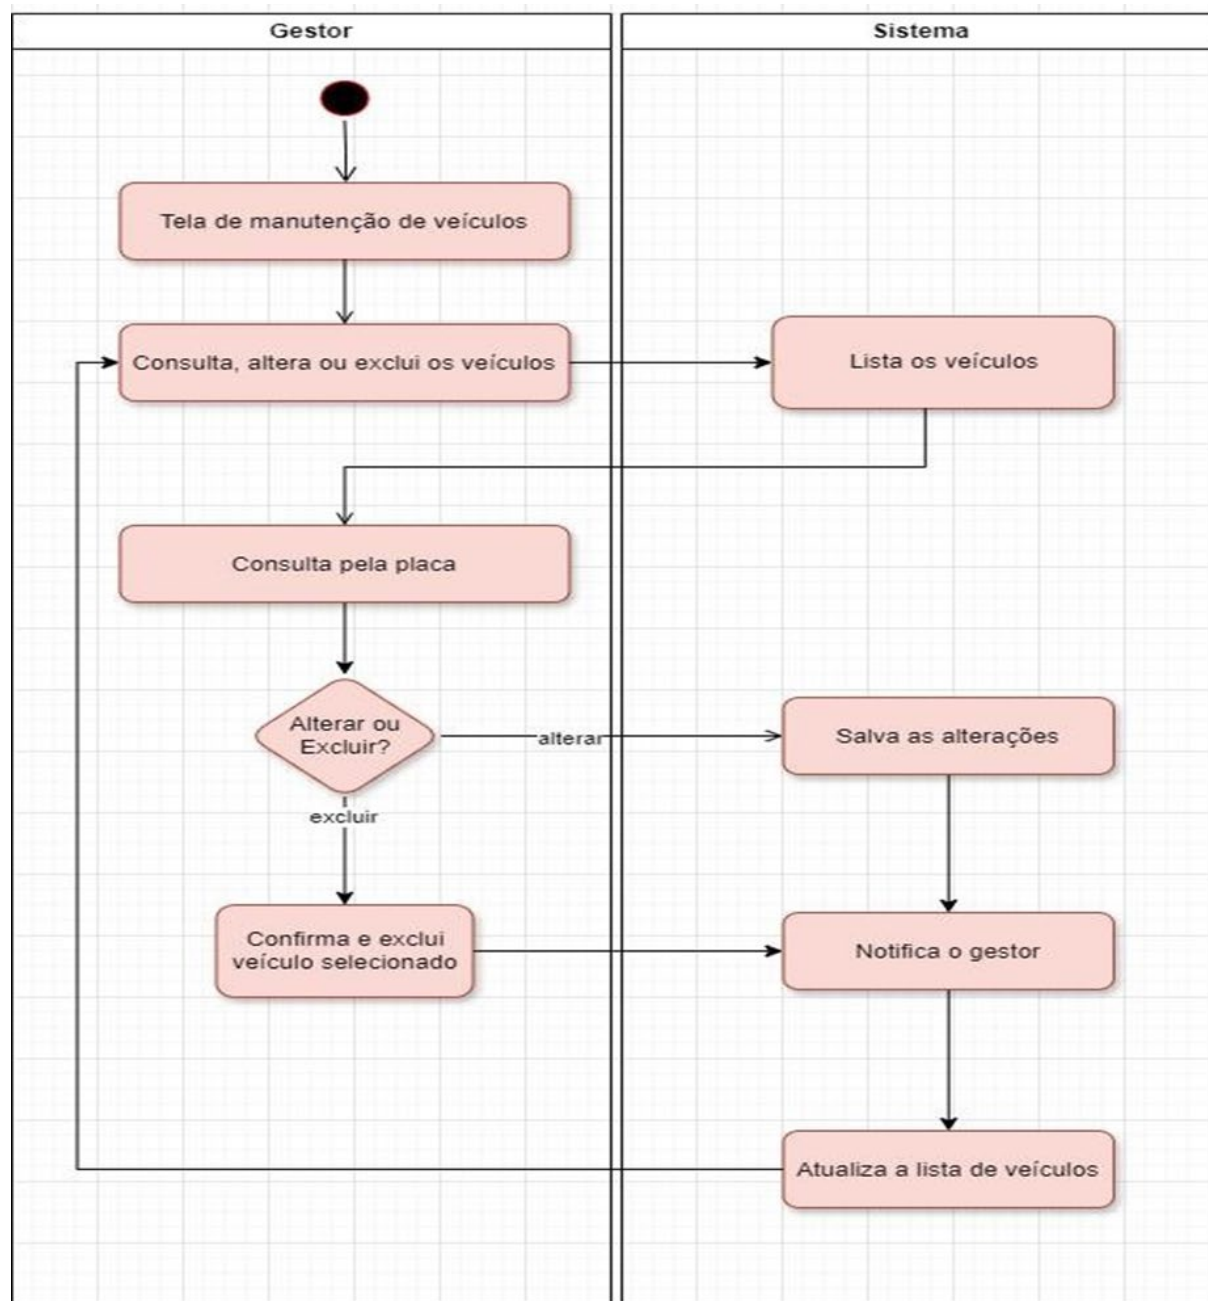 Gestor
Sistema
Tela de manutenção de veículos
Consulta, altera ou exclui os veículos
Lista os veículos
Consulta pela placa
Alterar ou
Excluir?
alterar
Salva as alterações
excluir
Confirma e exclui
veículo selecionado
Notifica o gestor
Atualiza a lista de veículos